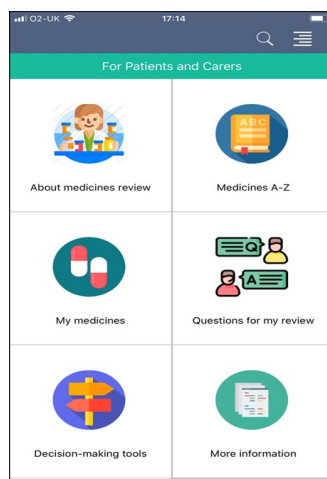 O2-UK 17:14
For Patients and Carers
About medicines review
Medicines A-Z
My medicines
Questions for my review
Decision-making tools
More information
ABC
Q
A